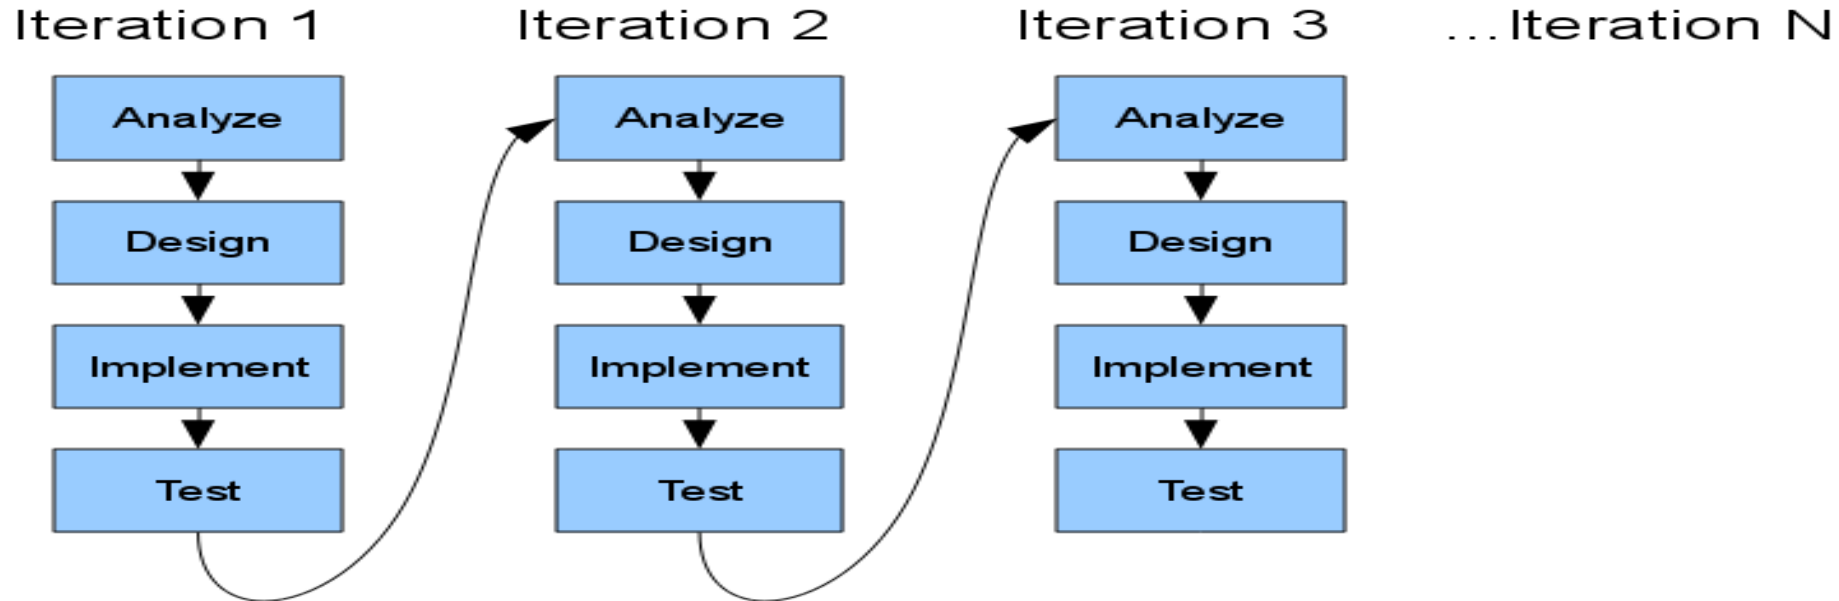 Iteration 1
Iteration 2
Iteration 3
...Iteration N
Analyze
Analyze
Analyze
Design
Design
Design
Implement
Implement
Implement
Test
Test
Test